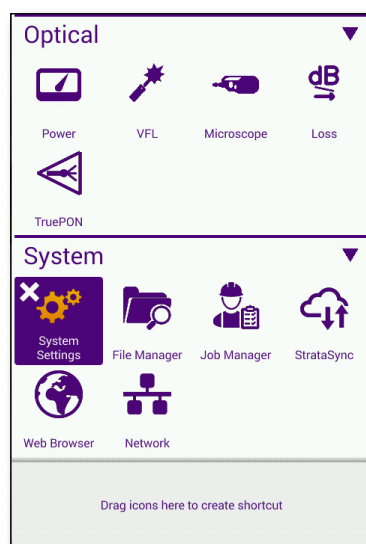 Optical
Power
VFL
Microscope
dB
Loss
TruePON
System
System
Settings
File Manager
Job Manager
StrataSync
Web Browser
Network
Drag icons here to create shortcut